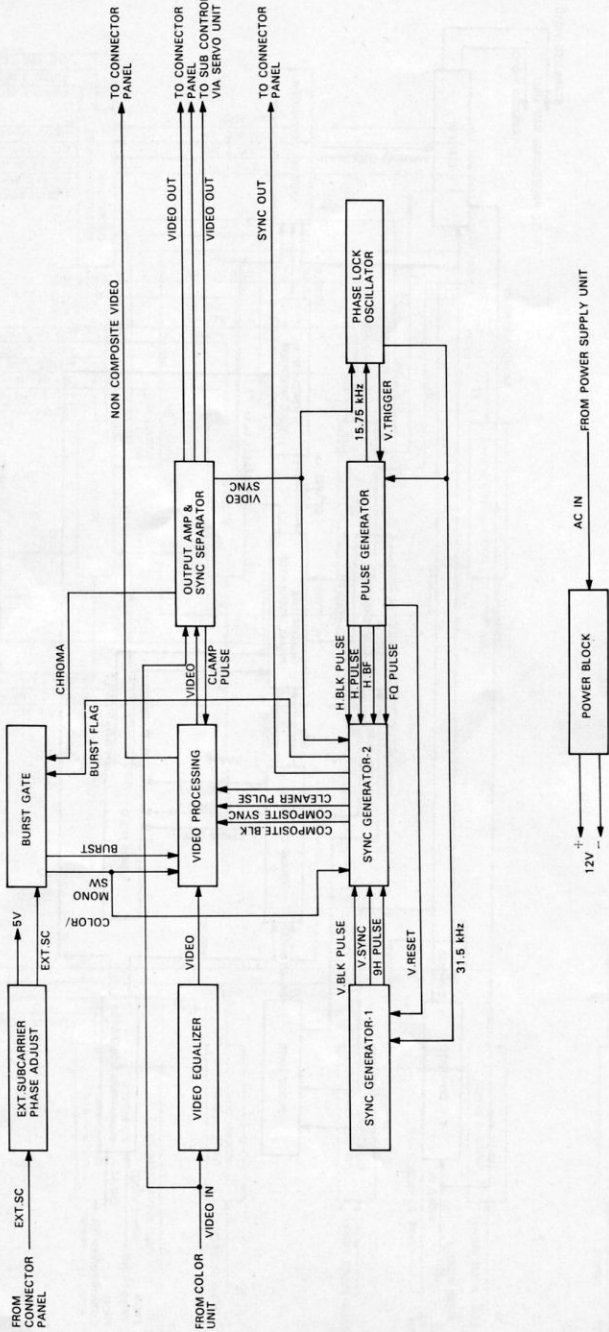 FROM
CONNECTOR
PANEL
EXT.SC
EXT.SUBCARRIER
PHASE ADJUST
5V
EXT.SC
BURST GATE
CHROMA
BURST FLAG
BURST
MONO
SW
COLOR/
NON COMPOSITE VIDEO
TO CONNECTOR
PANEL
FROM COLOR
UNIT
VIDEO IN
VIDEO EQUALIZER
VIDEO
VIDEO PROCESSING
VIDEO
CLAMP
PULSE
OUTPUT AMP &
SYNC SEPARATOR
VIDEO OUT
VIDEO OUT
TO CONNECTOR
PANEL
TO SUB CONTROL
VIA SERVO UNIT
VIDEO
SYNC
SYNC OUT
TO CONNECTOR
PANEL
COMPOSITE BLK
COMPOSITE SYNC
CLEANER PULSE
SYNC GENERATOR-1
V.BLK PULSE
V.SYNC
9H PULSE
V.RESET
SYNC GENERATOR-2
H.BLK PULSE
H.PULSE
H.BF
FQ PULSE
PULSE GENERATOR
15.75 kHz
V.TRIGGER
PHASE LOCK
OSCILLATOR
31.5 kHz
12V
+
−
POWER BLOCK
AC IN
FROM POWER SUPPLY UNIT